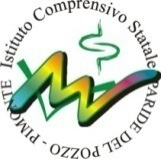 Istituto Comprensivo Statale PARIDE DEL POZZO - PIMONTE